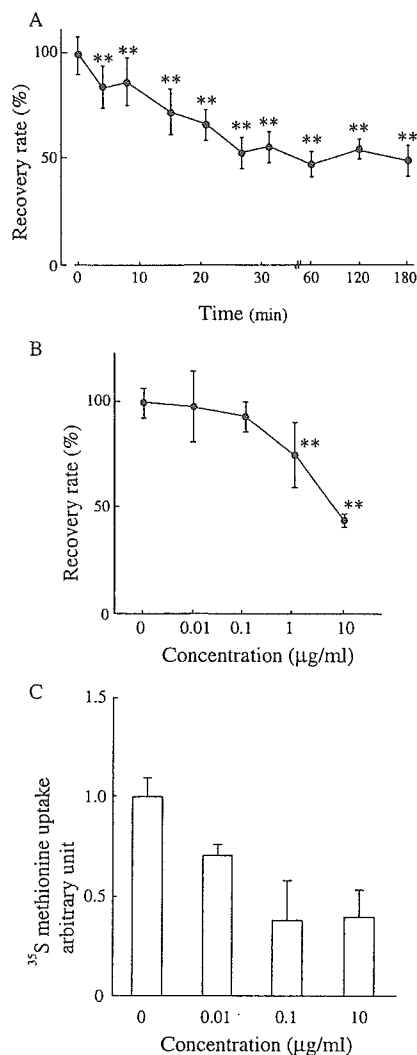 A
Recovery rate (%)
100
50
0
** ** ** ** ** ** ** ** **
0 10 20 30 60 120 180
Time (min)
B
Recovery rate (%)
100
50
0
**
**
0 0.01 0.1 1 10
Concentration (µg/ml)
C
35S methionine uptake
arbitrary unit
1.5
1.0
0.5
0
0 0.01 0.1 10
Concentration (µg/ml)